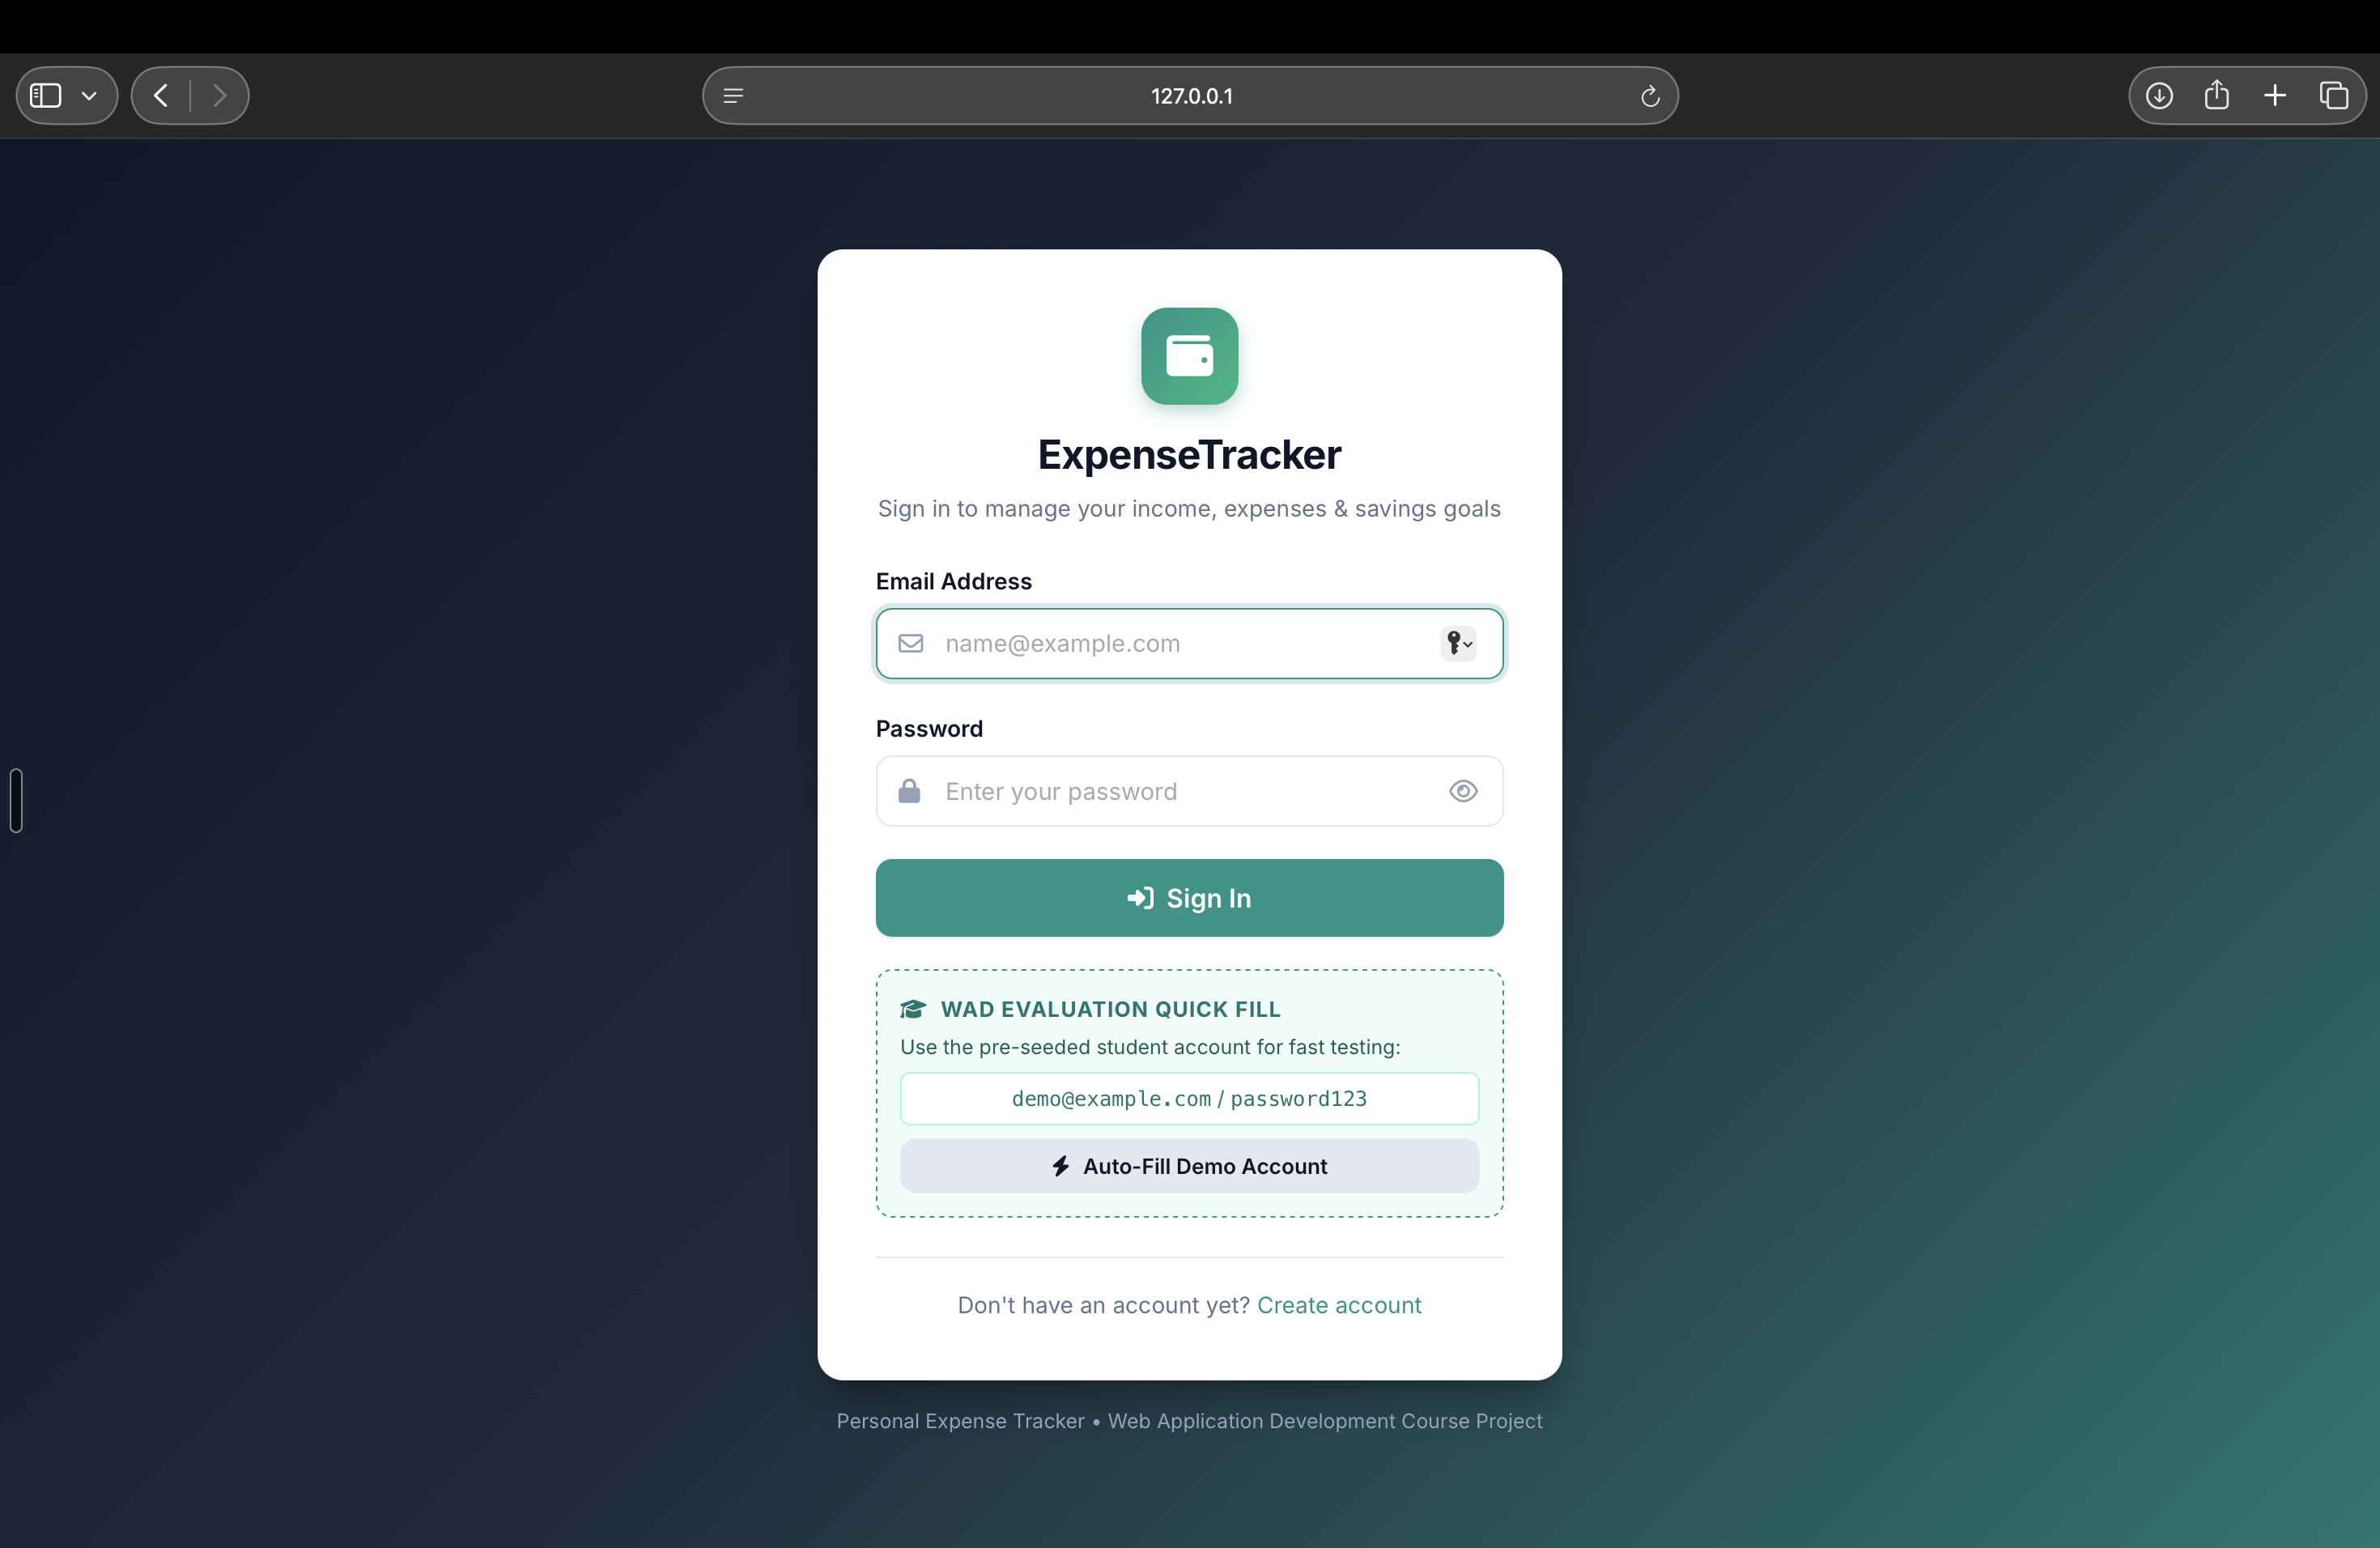 127.0.0.1
ExpenseTracker
Sign in to manage your income, expenses & savings goals
Email Address
name@example.com
Password
Enter your password
Sign In
WAD EVALUATION QUICK FILL
Use the pre-seeded student account for fast testing:
demo@example.com / password123
Auto-Fill Demo Account
Don't have an account yet? Create account
Personal Expense Tracker • Web Application Development Course Project